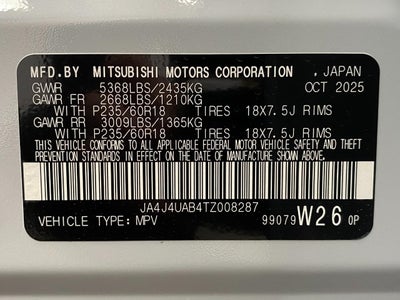 MFD.BY MITSUBISHI MOTORS CORPORATION , JAPAN
GVWR 5368LBS/2435KG OCT 2025
GAWR FR 2668LBS/1210KG
WITH P235/60R18 TIRES 18X7.5J RIMS
GAWR RR 3009LBS/1365KG
WITH P235/60R18 TIRES 18X7.5J RIMS
THIS VEHICLE CONFORMS TO ALL APPLICABLE FEDERAL
MOTOR VEHICLE SAFETY STANDARDS IN EFFECT ON THE
DATE OF MANUFACTURE SHOWN ABOVE.
JA4J4UAB4TZ008287
VEHICLE TYPE: MPV 99079 W26 0P